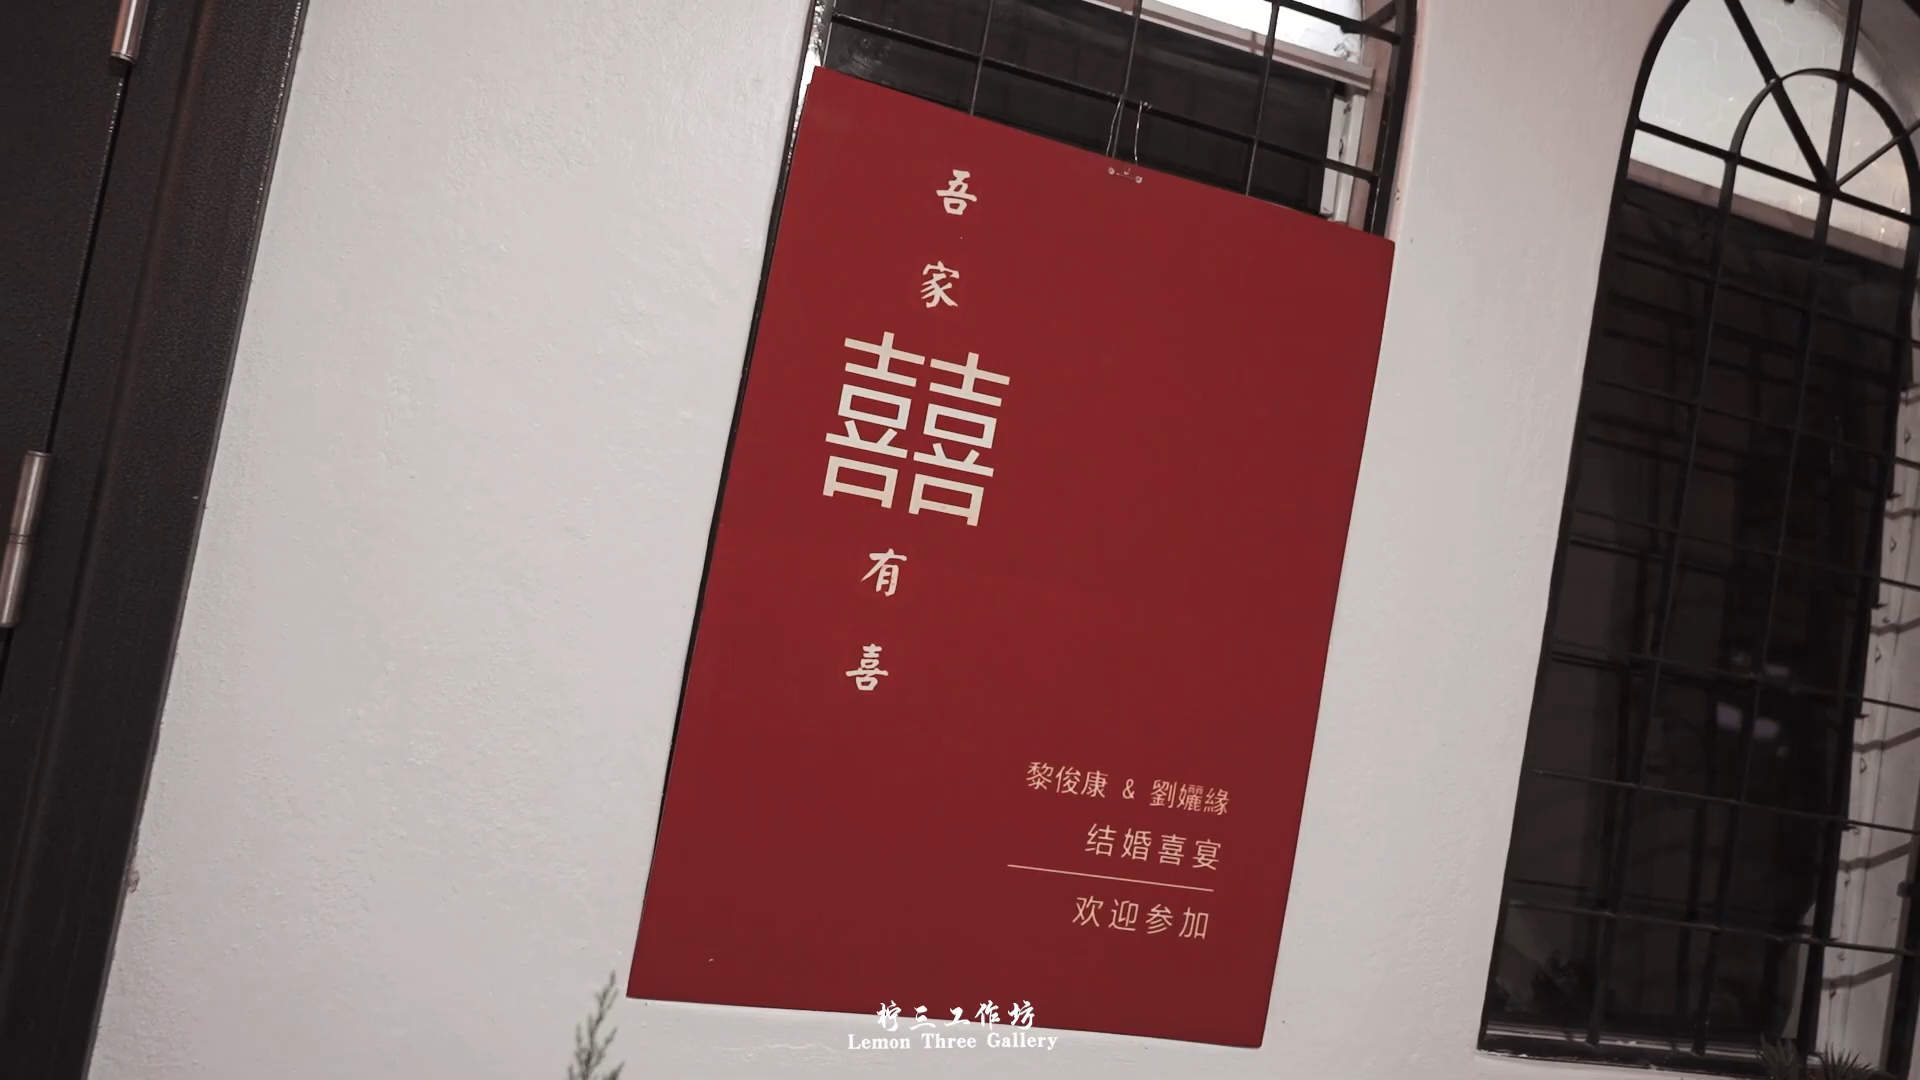 吾
家
囍
有
喜
黎俊康 & 劉孋緣
结婚喜宴
欢迎参加
柠三工作坊
Lemon Three Gallery